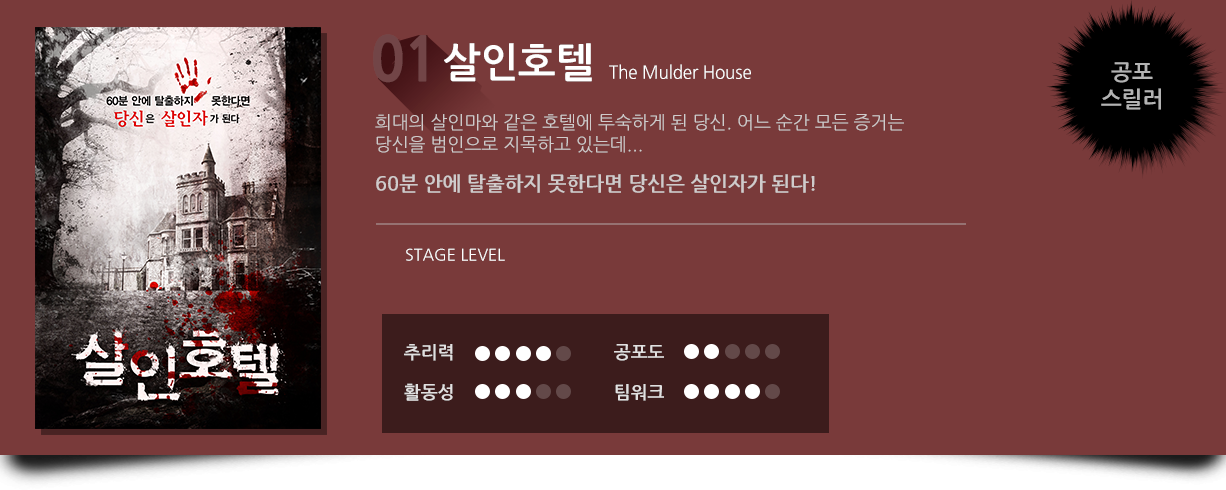 60분 안에 탈출하지 못한다면
당신은 살인자가 된다
살인호텔
01 살인호텔 The Mulder House
희대의 살인마와 같은 호텔에 투숙하게 된 당신. 어느 순간 모든 증거는
당신을 범인으로 지목하고 있는데...
60분 안에 탈출하지 못한다면 당신은 살인자가 된다!
STAGE LEVEL
추리력 공포도
활동성 팀워크
공포
스릴러